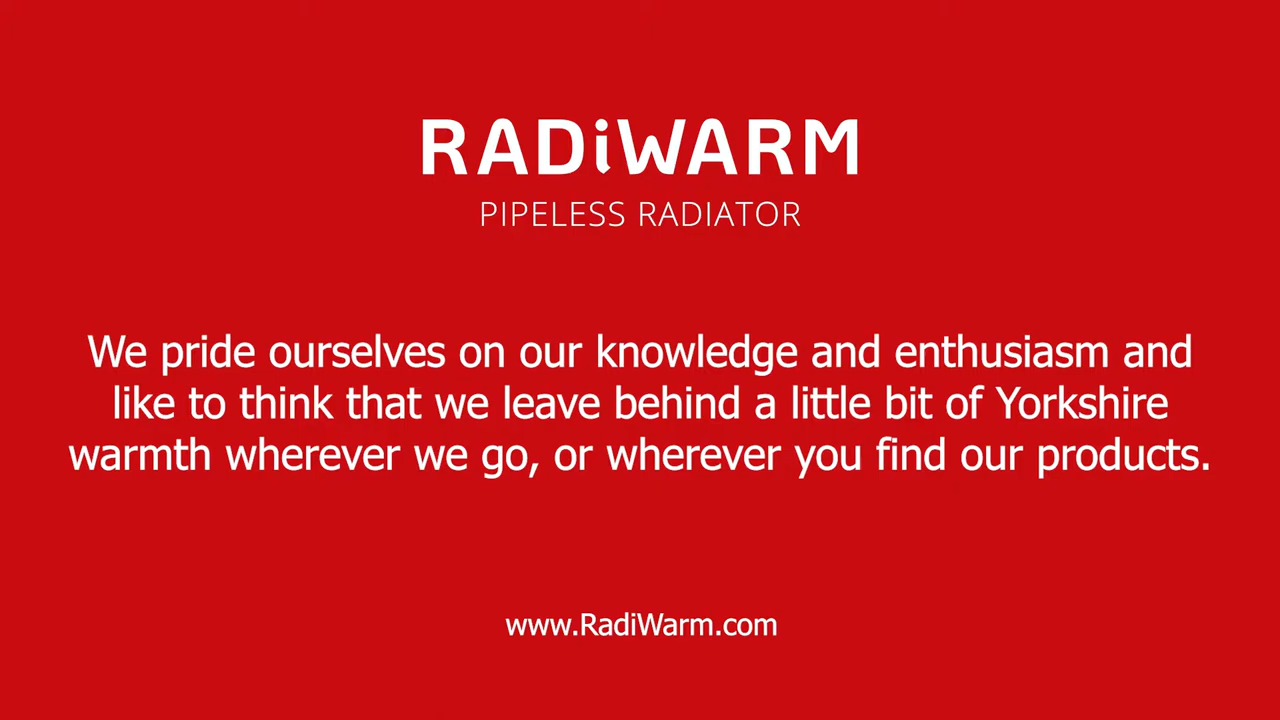 RADiWARM
PIPELESS RADIATOR
We pride ourselves on our knowledge and enthusiasm and
like to think that we leave behind a little bit of Yorkshire
warmth wherever we go, or wherever you find our products.
www.RadiWarm.com